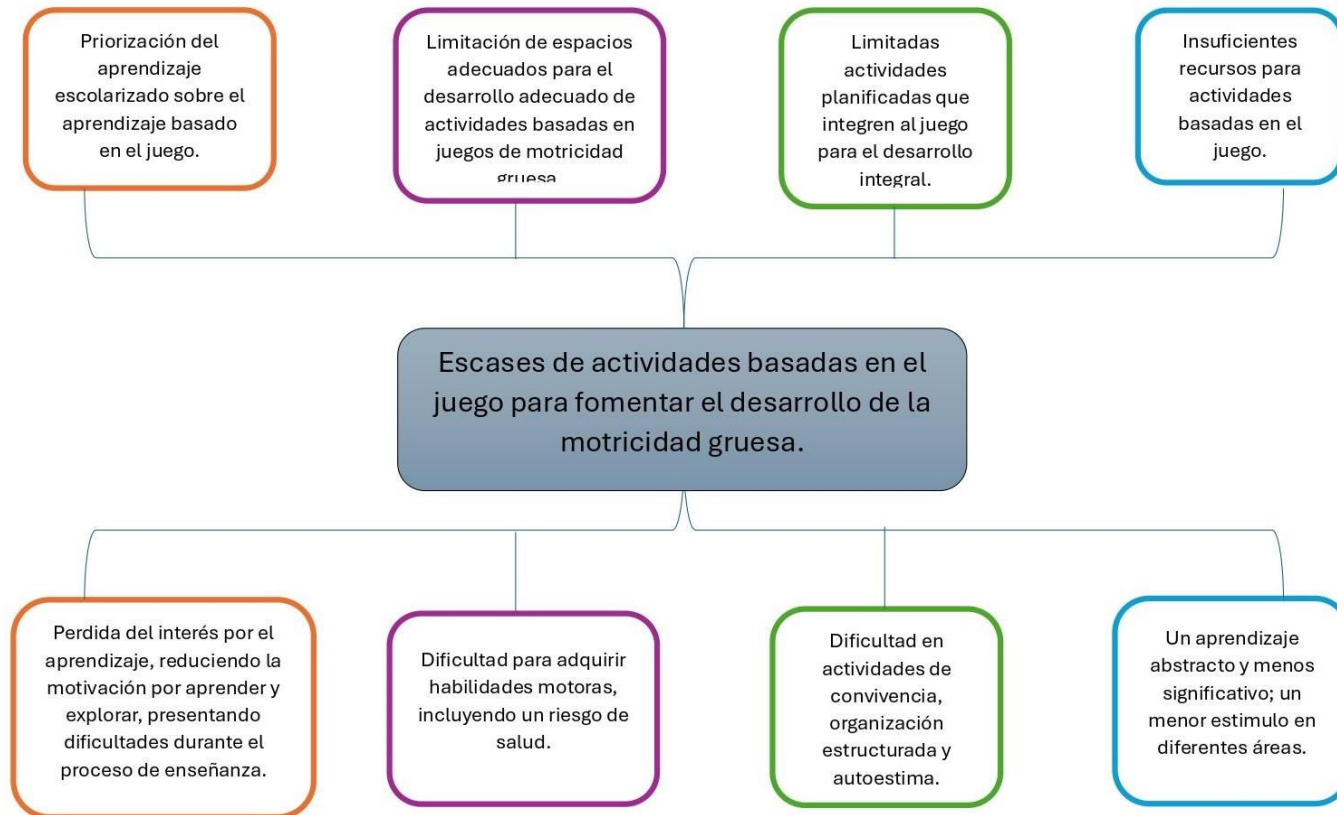 Priorización del
aprendizaje
escolarizado sobre el
aprendizaje basado
en el juego.
Limitación de espacios
adecuados para el
desarrollo adecuado de
actividades basadas en
juegos de motricidad
gruesa
Limitadas
actividades
planificadas que
integren al juego
para el desarrollo
integral.
Insuficientes
recursos para
actividades
basadas en el
juego.
Escases de actividades basadas en el
juego para fomentar el desarrollo de la
motricidad gruesa.
Perdida del interés por el
aprendizaje, reduciendo la
motivación por aprender y
explorar, presentando
dificultades durante el
proceso de enseñanza.
Dificultad para adquirir
habilidades motoras,
incluyendo un riesgo de
salud.
Dificultad en
actividades de
convivencia,
organización
estructurada y
autoestima.
Un aprendizaje
abstracto y menos
significativo; un
menor estimulo en
diferentes áreas.